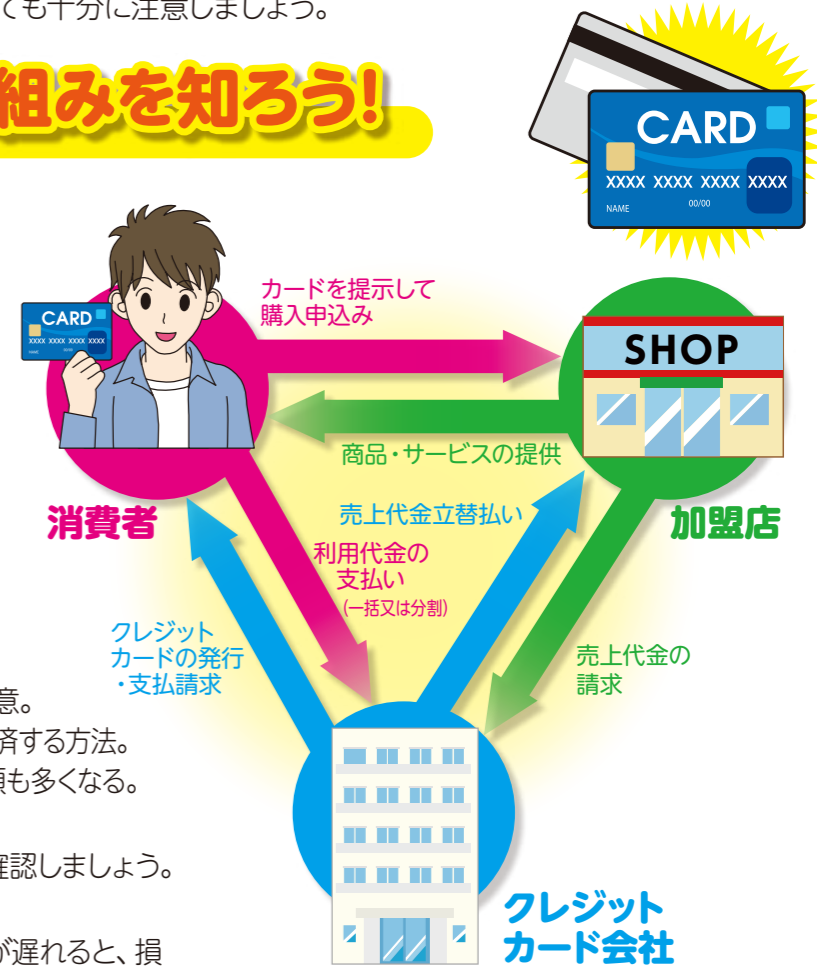 ても十分に注意しましょう。
組みを知ろう!
CARD
XXXX XXXX XXXX XXXX
00/00
NAME
カードを提示して
購入申込み
CARD
XXXX XXXX XXXX XXXX
SHOP
商品・サービスの提供
消費者
売上代金立替払い
加盟店
利用代金の
支払い
(一括又は分割)
クレジット
カードの発行
・支払請求
売上代金の
請求
意。
済する方法。
額も多くなる。
確認しましょう。
クレジット
カード会社
が遅れると、損